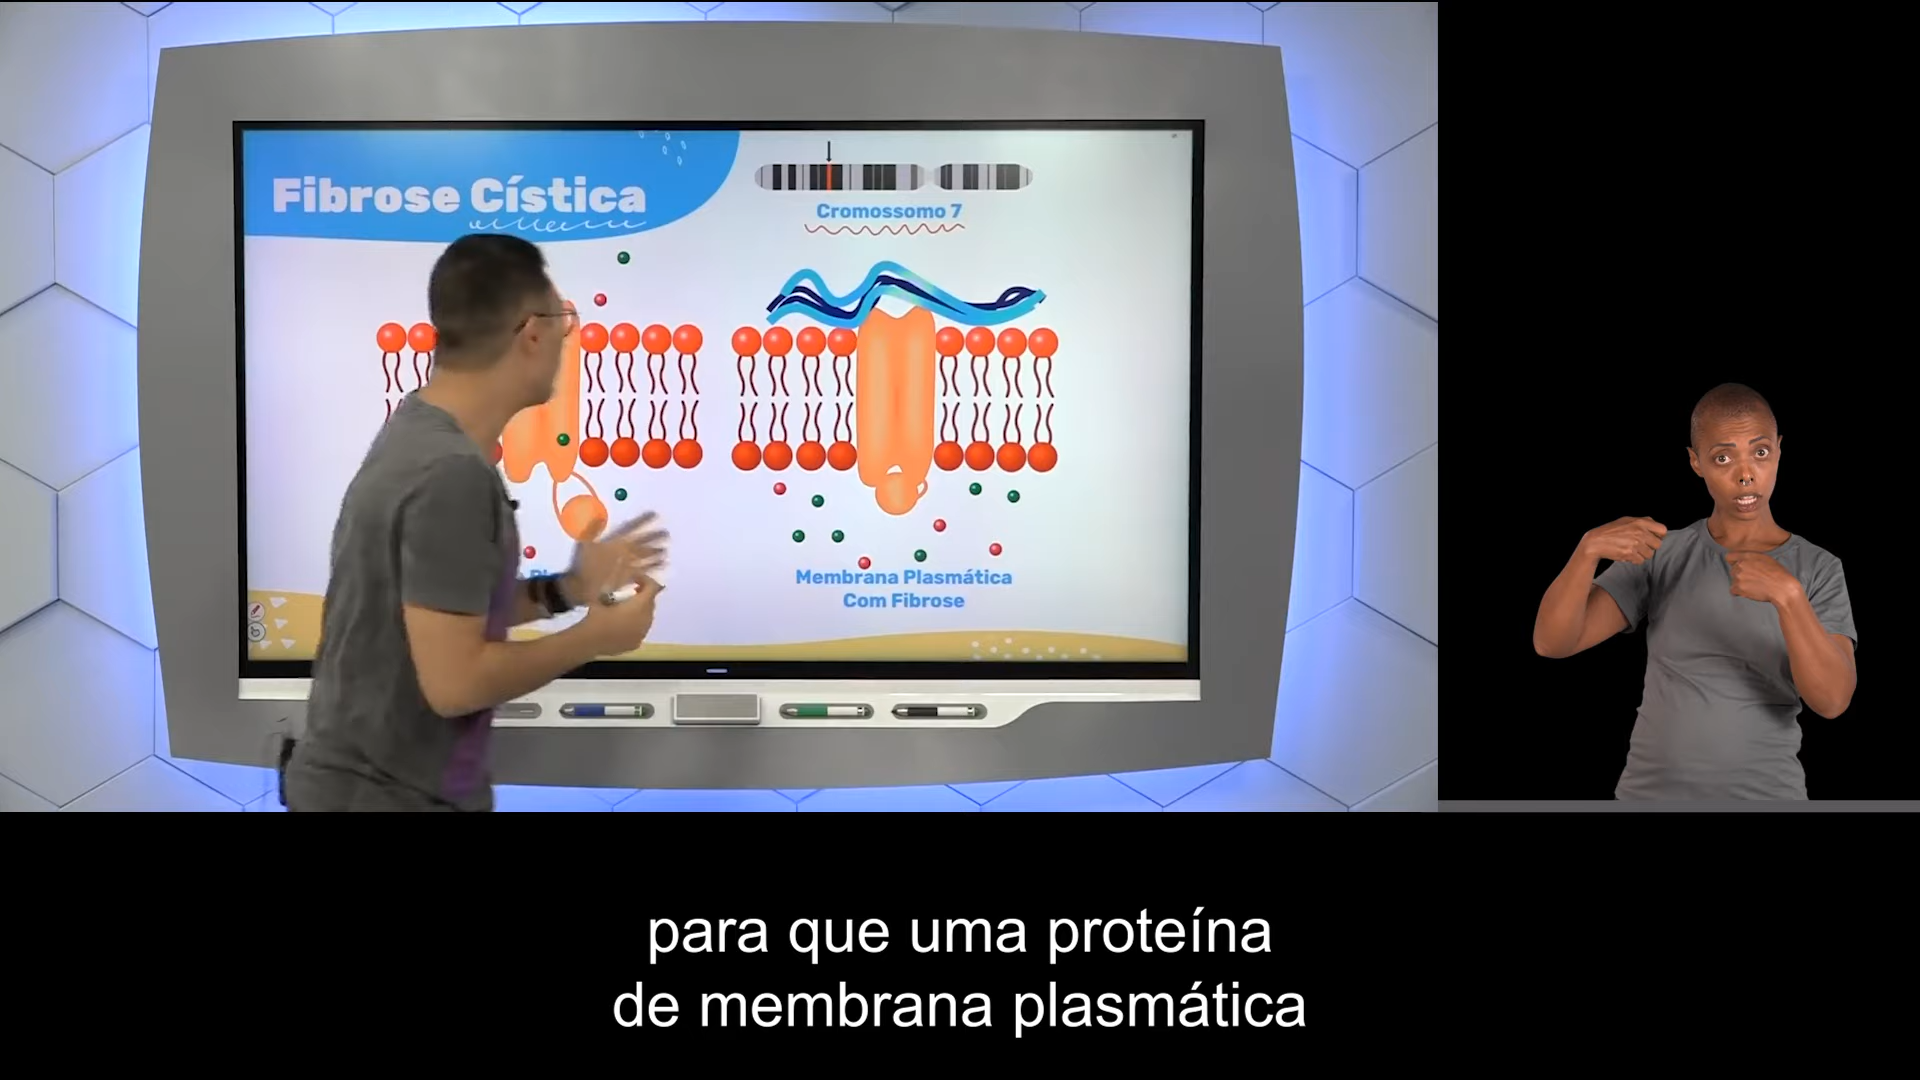 Fibrose Cística
Cromossomo 7
Membrana Plasmática
Com Fibrose
para que uma proteína
de membrana plasmática